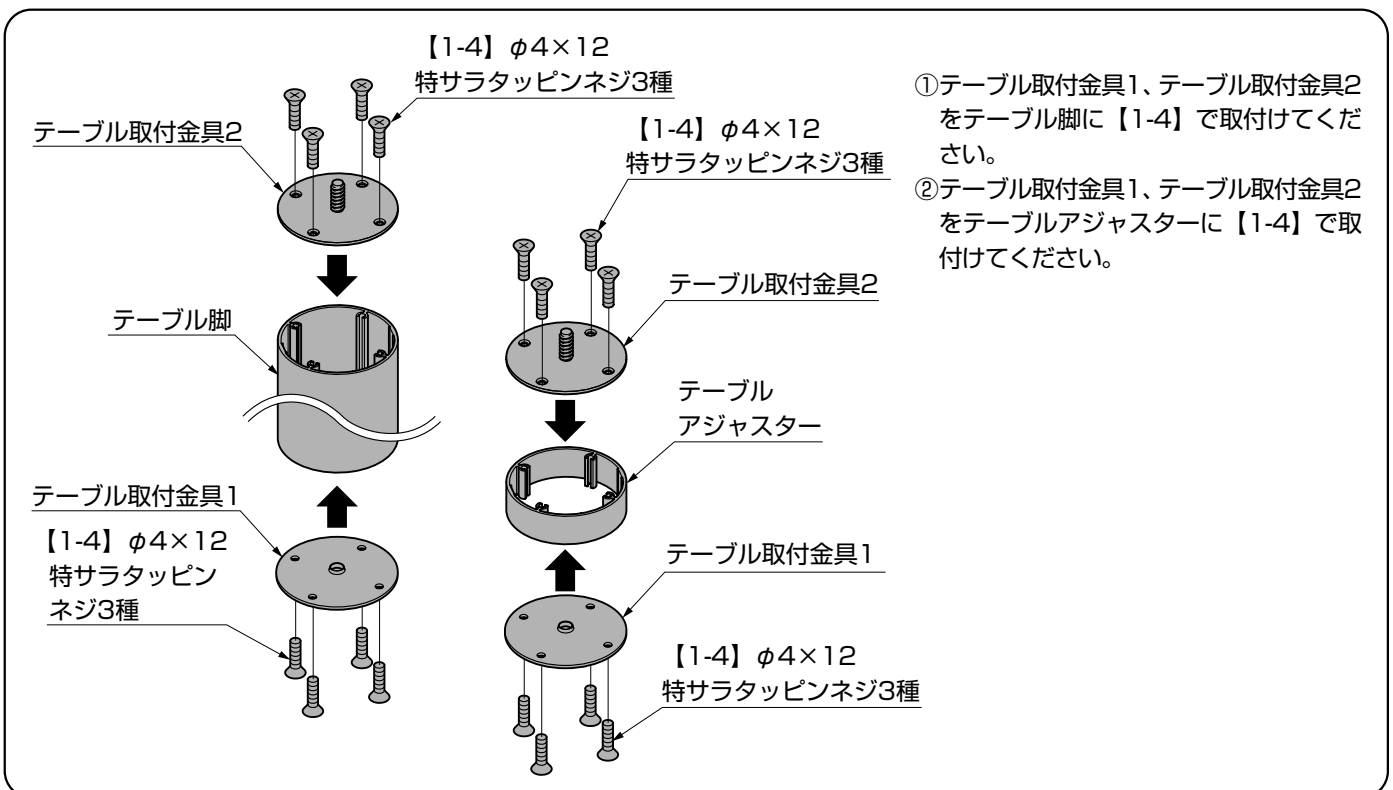 【1-4】φ4×12
特サラタッピンネジ3種
テーブル取付金具2
テーブル脚
テーブル取付金具1
【1-4】φ4×12
特サラタッピン
ネジ3種
【1-4】φ4×12
特サラタッピンネジ3種
テーブル取付金具2
テーブル
アジャスター
テーブル取付金具1
【1-4】φ4×12
特サラタッピンネジ3種
①テーブル取付金具1、テーブル取付金具2
をテーブル脚に【1-4】で取付けてくだ
さい。
②テーブル取付金具1、テーブル取付金具2
をテーブルアジャスターに【1-4】で取
付けてください。